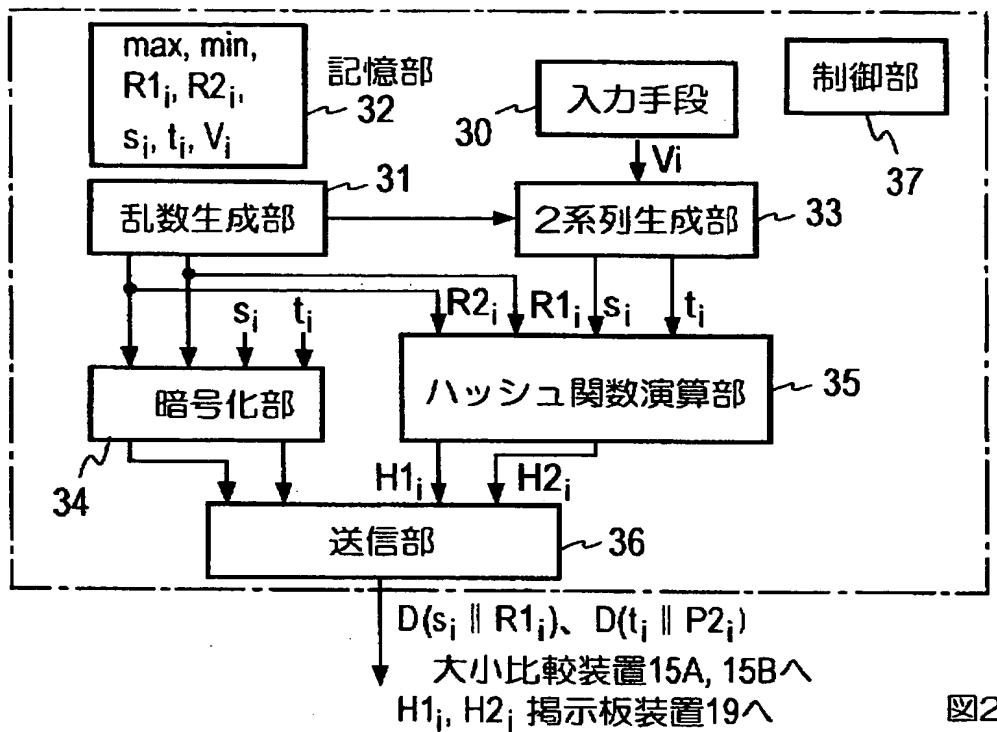 max, min,
R1i, R2i,
si, ti, Vi
記憶部
32
入力手段
30
制御部
37
Vi
31
乱数生成部
2系列生成部
33
R2i
R1i
si
ti
si
ti
暗号化部
34
ハッシュ関数演算部
35
H1i
H2i
送信部
36
D(si || R1i)、D(ti || P2i)
大小比較装置15A, 15Bへ
H1i, H2i 掲示板装置19へ
図2